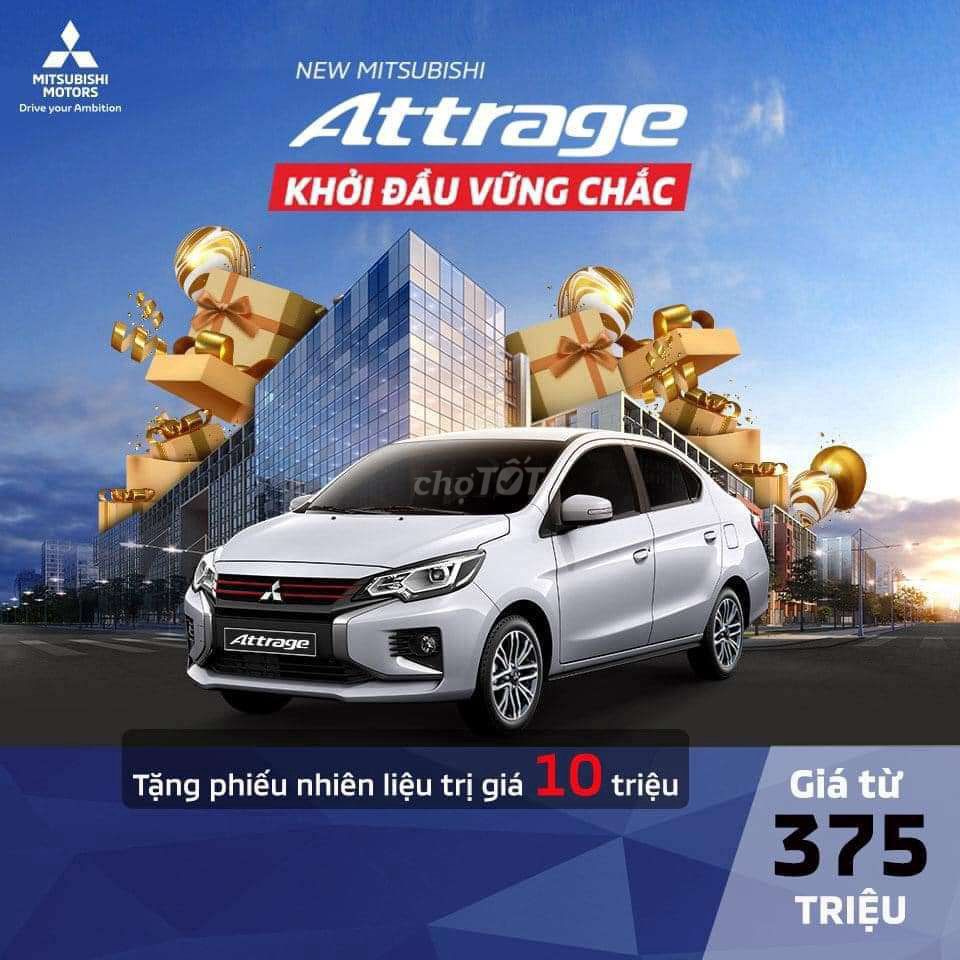 MITSUBISHI
MOTORS
Drive your Ambition
NEW MITSUBISHI
Attrage
KHỞI ĐẦU VỮNG CHẮC
chợTỐT
Attrage
Tặng phiếu nhiên liệu trị giá 10 triệu
Giá từ
375
TRIỆU